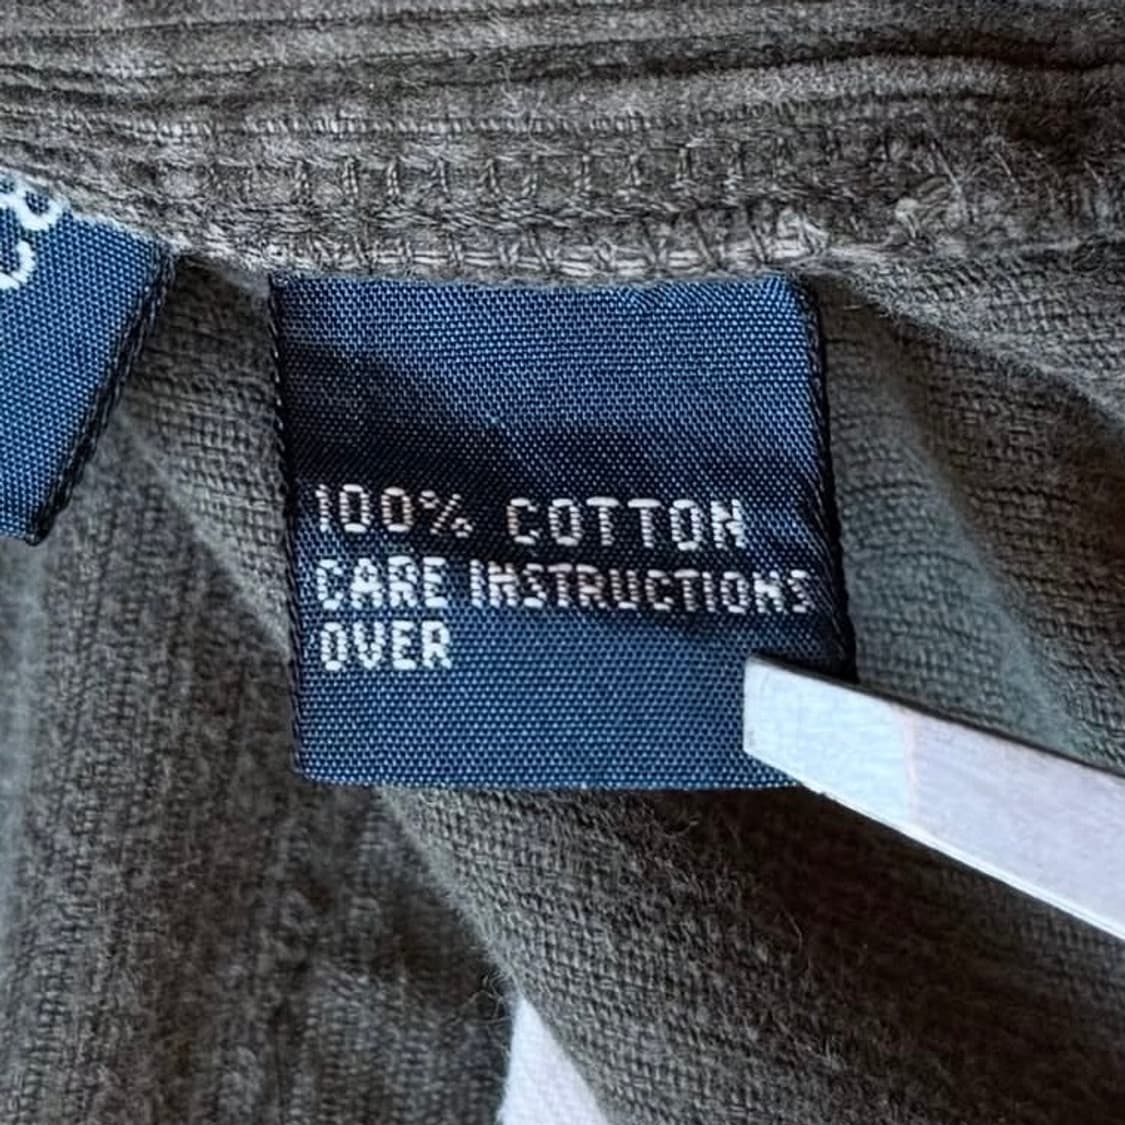 100% COTTON
CARE INSTRUCTIONS
OVER